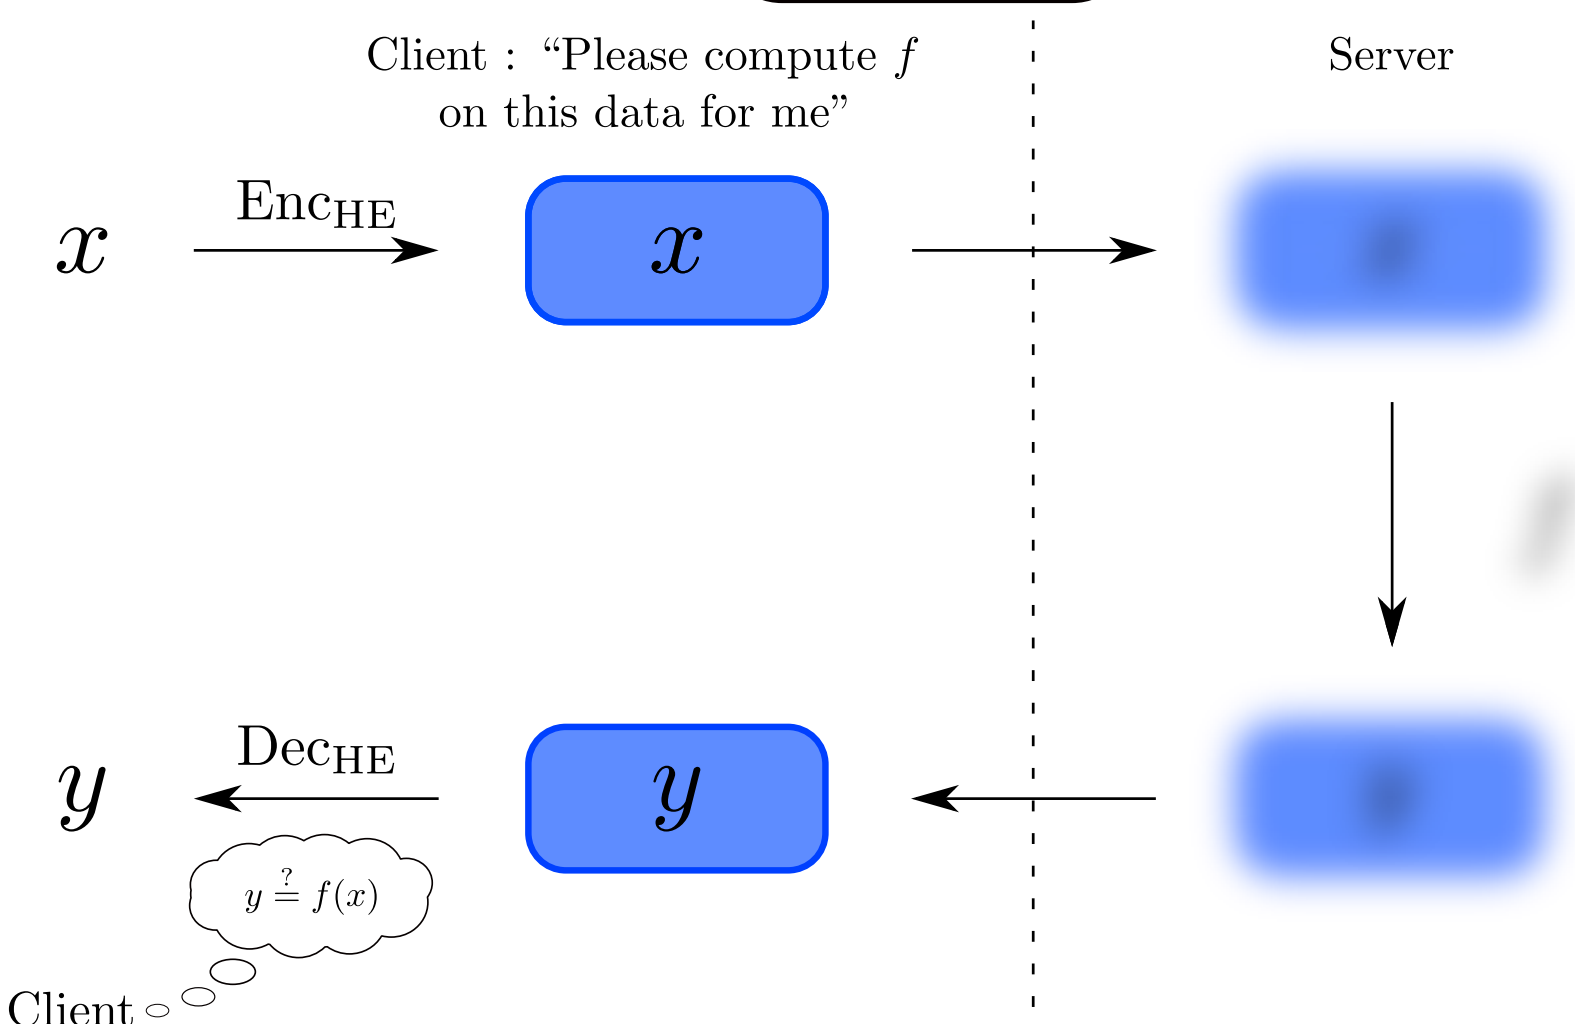 Client : “Please compute f
on this data for me”
Server
x
Enc_HE
x
y
Dec_HE
y
y ?= f(x)
Client